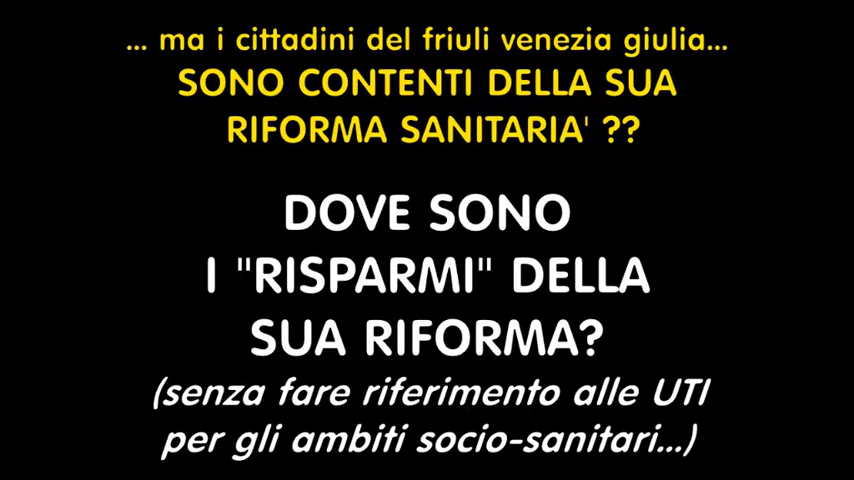 ... ma i cittadini del friuli venezia giulia...
SONO CONTENTI DELLA SUA
RIFORMA SANITARIA' ??
DOVE SONO
I "RISPARMI" DELLA
SUA RIFORMA?
(senza fare riferimento alle UTI
per gli ambiti socio-sanitari...)